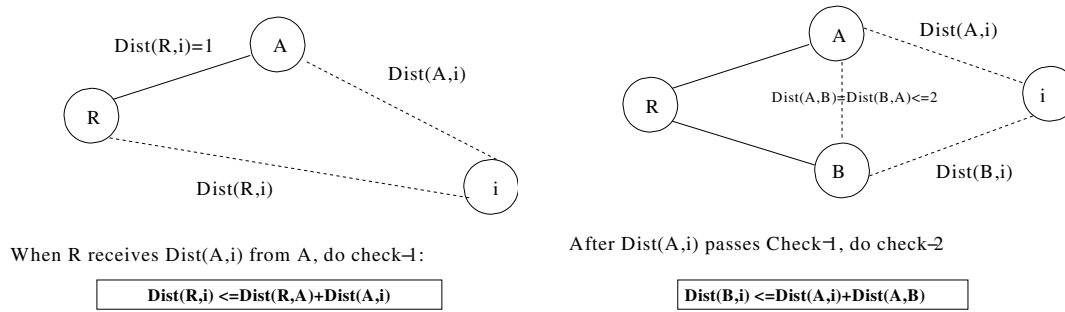 Dist(R,i)=1
A
Dist(A,i)
R
Dist(R,i)
i
When R receives Dist(A,i) from A, do check-1:
Dist(R,i) <=Dist(R,A)+Dist(A,i)
A
Dist(A,i)
R
Dist(A,B)=Dist(B,A)<=2
i
B
Dist(B,i)
After Dist(A,i) passes Check-1, do check-2
Dist(B,i) <=Dist(A,i)+Dist(A,B)